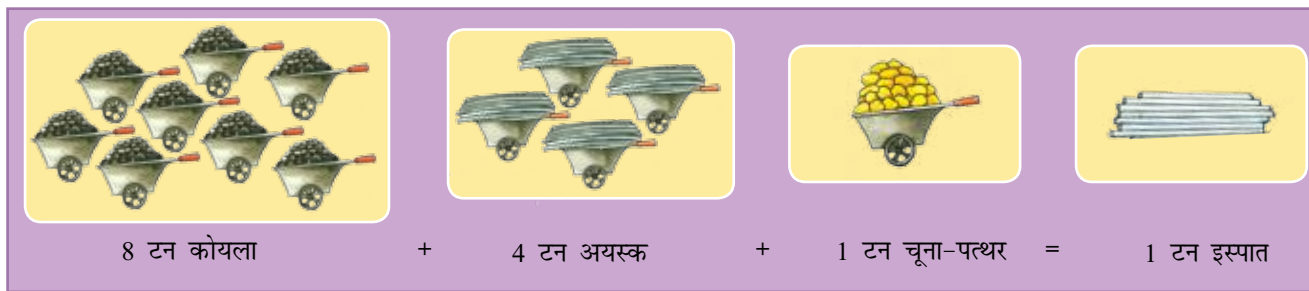 8 टन कोयला + 4 टन अयस्क + 1 टन चूना-पत्थर = 1 टन इस्पात